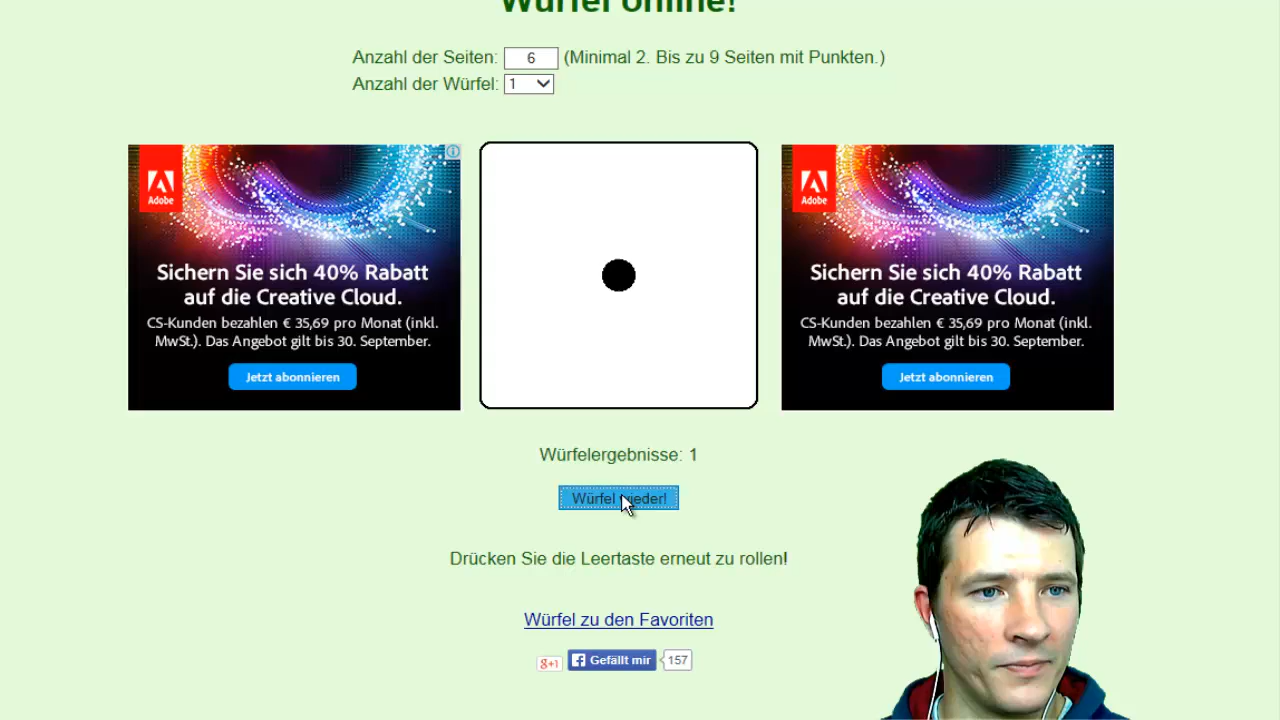 Würfel online!
Anzahl der Seiten: 6 (Minimal 2. Bis zu 9 Seiten mit Punkten.)
Anzahl der Würfel: 1
Adobe
Sichern Sie sich 40% Rabatt
auf die Creative Cloud.
CS-Kunden bezahlen € 35,69 pro Monat (inkl.
MwSt.). Das Angebot gilt bis 30. September.
Jetzt abonnieren
Adobe
Sichern Sie sich 40% Rabatt
auf die Creative Cloud.
CS-Kunden bezahlen € 35,69 pro Monat (inkl.
MwSt.). Das Angebot gilt bis 30. September.
Jetzt abonnieren
Würfelergebnisse: 1
Würfel wieder!
Drücken Sie die Leertaste erneut zu rollen!
Würfel zu den Favoriten
g+1 Gefällt mir 157